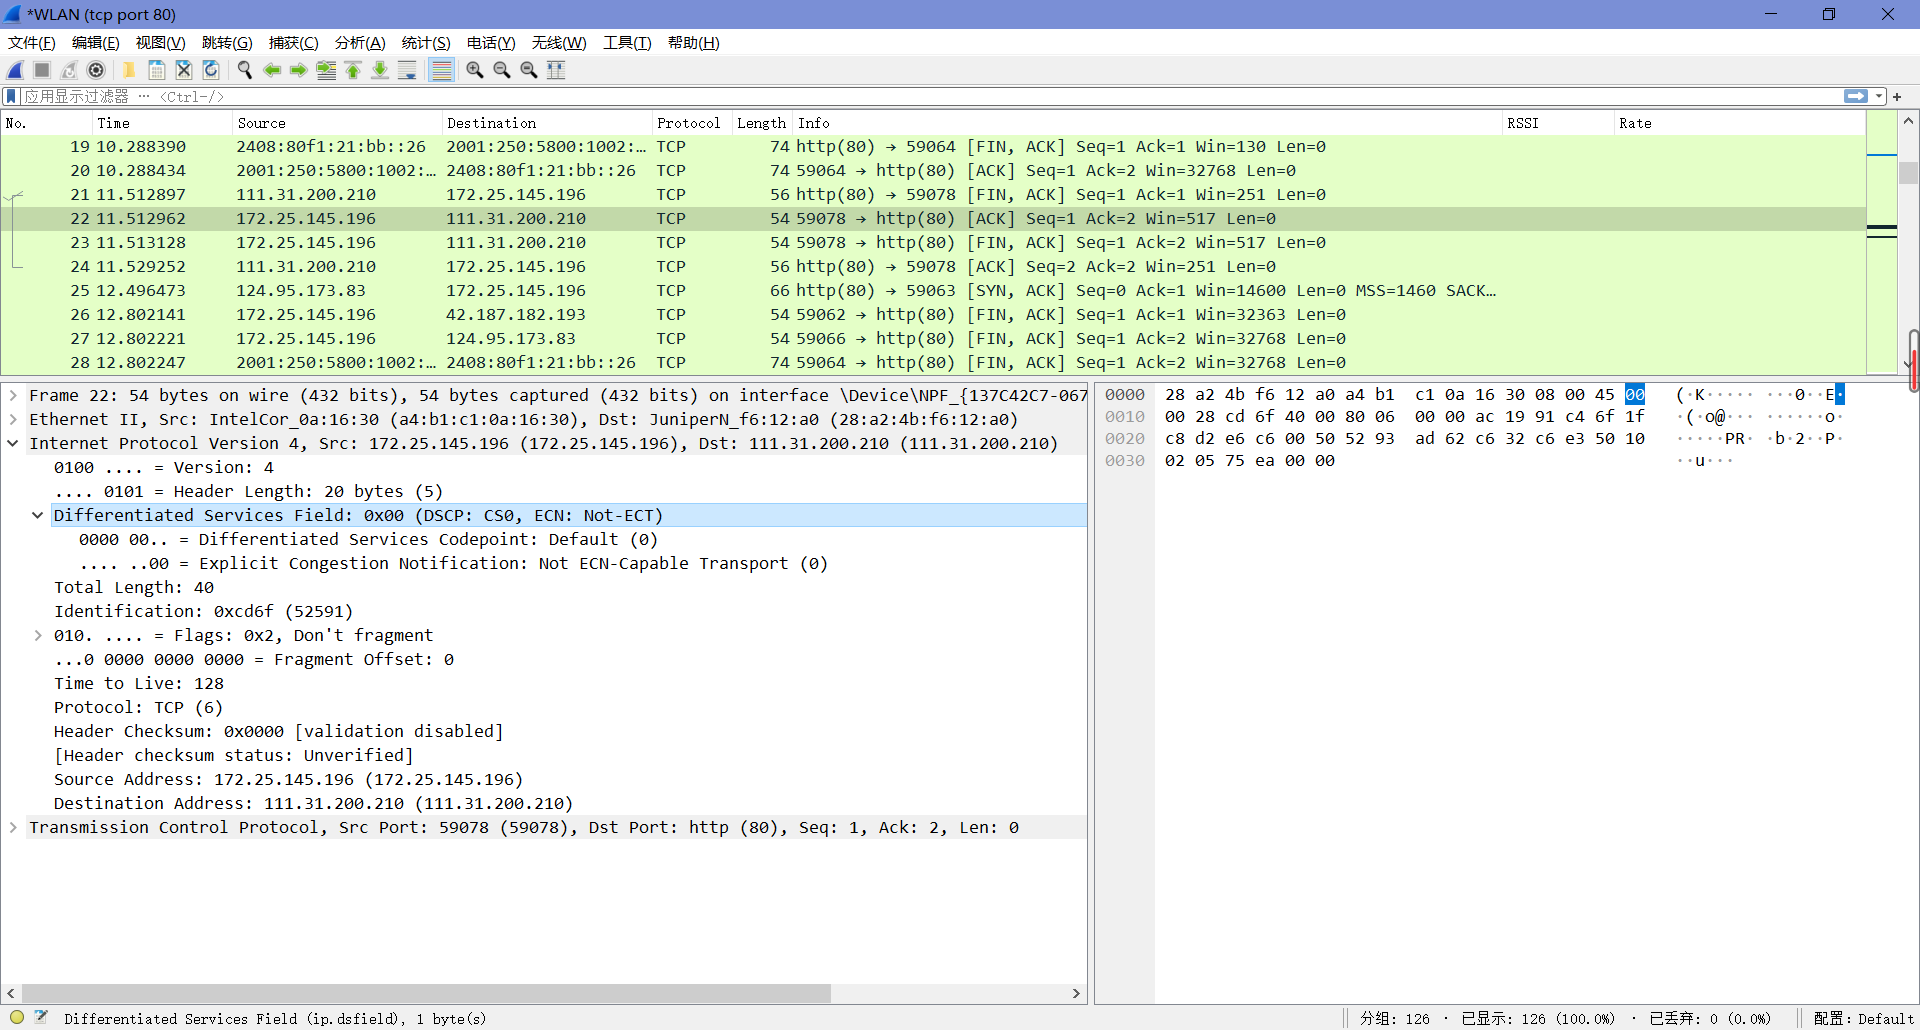 *WLAN (tcp port 80)
文件(F) 编辑(E) 视图(V) 跳转(G) 捕获(C) 分析(A) 统计(S) 电话(Y) 无线(W) 工具(T) 帮助(H)
应用显示过滤器 … <Ctrl-/>
No. Time Source Destination Protocol Length Info RSSI Rate
19 10.288390 2408:80f1:21:bb::26 2001:250:5800:1002:… TCP 74 http(80) → 59064 [FIN, ACK] Seq=1 Ack=1 Win=130 Len=0
20 10.288434 2001:250:5800:1002:… 2408:80f1:21:bb::26 TCP 74 59064 → http(80) [ACK] Seq=1 Ack=2 Win=32768 Len=0
21 11.512897 111.31.200.210 172.25.145.196 TCP 56 http(80) → 59078 [FIN, ACK] Seq=1 Ack=1 Win=251 Len=0
22 11.512962 172.25.145.196 111.31.200.210 TCP 54 59078 → http(80) [ACK] Seq=1 Ack=2 Win=517 Len=0
23 11.513128 172.25.145.196 111.31.200.210 TCP 54 59078 → http(80) [FIN, ACK] Seq=1 Ack=2 Win=517 Len=0
24 11.529252 111.31.200.210 172.25.145.196 TCP 56 http(80) → 59078 [ACK] Seq=2 Ack=2 Win=251 Len=0
25 12.496473 124.95.173.83 172.25.145.196 TCP 66 http(80) → 59063 [SYN, ACK] Seq=0 Ack=1 Win=14600 Len=0 MSS=1460 SACK…
26 12.802141 172.25.145.196 42.187.182.193 TCP 54 59062 → http(80) [FIN, ACK] Seq=1 Ack=1 Win=32363 Len=0
27 12.802221 172.25.145.196 124.95.173.83 TCP 54 59066 → http(80) [FIN, ACK] Seq=1 Ack=2 Win=32768 Len=0
28 12.802247 2001:250:5800:1002:… 2408:80f1:21:bb::26 TCP 74 59064 → http(80) [FIN, ACK] Seq=1 Ack=2 Win=32768 Len=0
Frame 22: 54 bytes on wire (432 bits), 54 bytes captured (432 bits) on interface \Device\NPF_{137C42C7-067
Ethernet II, Src: IntelCor_0a:16:30 (a4:b1:c1:0a:16:30), Dst: JuniperN_f6:12:a0 (28:a2:4b:f6:12:a0)
Internet Protocol Version 4, Src: 172.25.145.196 (172.25.145.196), Dst: 111.31.200.210 (111.31.200.210)
0100 .... = Version: 4
.... 0101 = Header Length: 20 bytes (5)
Differentiated Services Field: 0x00 (DSCP: CS0, ECN: Not-ECT)
0000 00.. = Differentiated Services Codepoint: Default (0)
.... ..00 = Explicit Congestion Notification: Not ECN-Capable Transport (0)
Total Length: 40
Identification: 0xcd6f (52591)
010. .... = Flags: 0x2, Don't fragment
...0 0000 0000 0000 = Fragment Offset: 0
Time to Live: 128
Protocol: TCP (6)
Header Checksum: 0x0000 [validation disabled]
[Header checksum status: Unverified]
Source Address: 172.25.145.196 (172.25.145.196)
Destination Address: 111.31.200.210 (111.31.200.210)
Transmission Control Protocol, Src Port: 59078 (59078), Dst Port: http (80), Seq: 1, Ack: 2, Len: 0
0000 28 a2 4b f6 12 a0 a4 b1 c1 0a 16 30 08 00 45 00 (·K····· ···0··E·
0010 00 28 cd 6f 40 00 80 06 00 00 ac 19 91 c4 6f 1f ·(·o@··· ······o·
0020 c8 d2 e6 c6 00 50 52 93 ad 62 c6 32 c6 e3 50 10 ·····PR· ·b·2··P·
0030 02 05 75 ea 00 00 ··u···
Differentiated Services Field (ip.dsfield), 1 byte(s) 分组: 126 · 已显示: 126 (100.0%) · 已丢弃: 0 (0.0%) 配置: Default